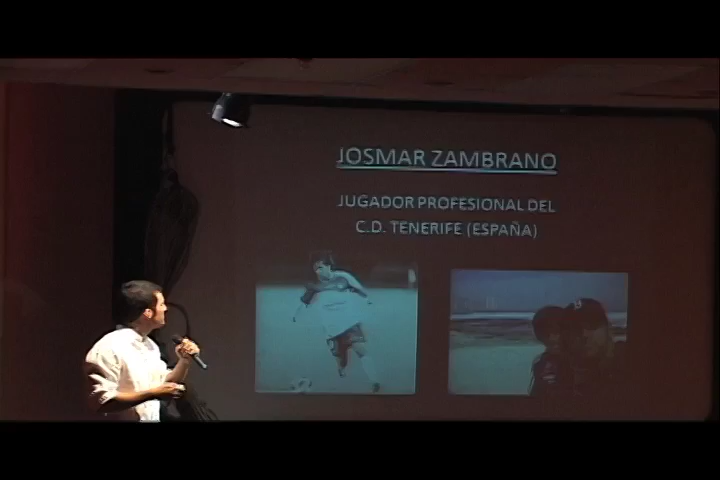 JOSMAR ZAMBRANO
JUGADOR PROFESIONAL DEL
C.D. TENERIFE (ESPAÑA)